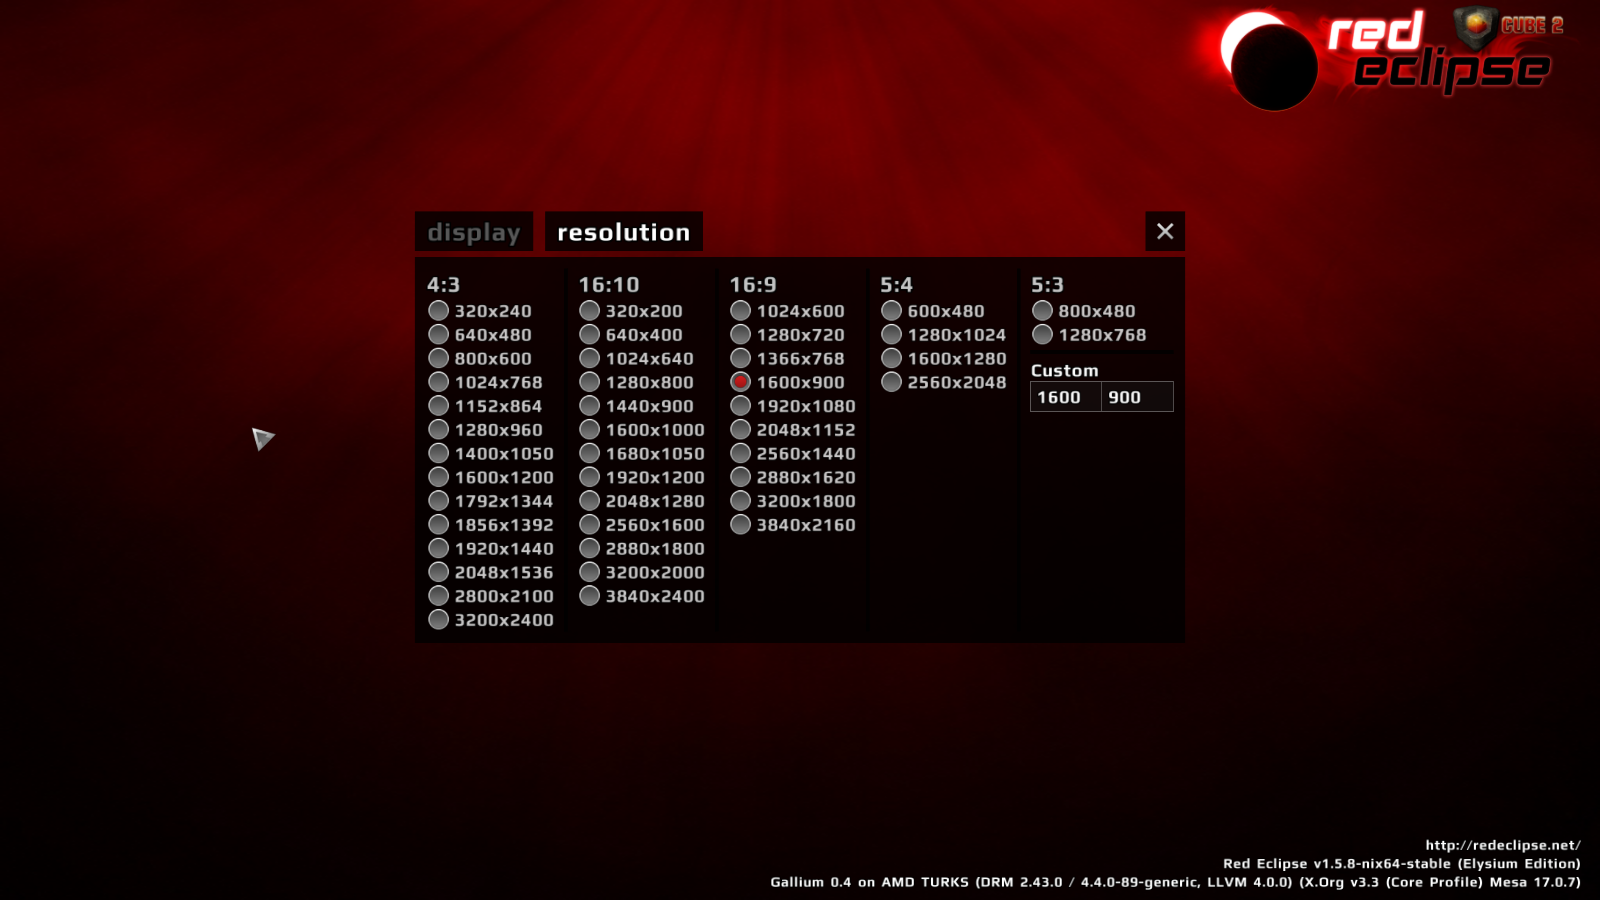 red
eclipse
CUBE 2
display
resolution
4:3
320x240
640x480
800x600
1024x768
1152x864
1280x960
1400x1050
1600x1200
1792x1344
1856x1392
1920x1440
2048x1536
2800x2100
3200x2400
16:10
320x200
640x400
1024x640
1280x800
1440x900
1600x1000
1680x1050
1920x1200
2048x1280
2560x1600
2880x1800
3200x2000
3840x2400
16:9
1024x600
1280x720
1366x768
1600x900
1920x1080
2048x1152
2560x1440
2880x1620
3200x1800
3840x2160
5:4
600x480
1280x1024
1600x1280
2560x2048
5:3
800x480
1280x768
Custom
1600 900
http://redeclipse.net/
Red Eclipse v1.5.8-nix64-stable (Elysium Edition)
Gallium 0.4 on AMD TURKS (DRM 2.43.0 / 4.4.0-89-generic, LLVM 4.0.0) (X.Org v3.3 (Core Profile) Mesa 17.0.7)